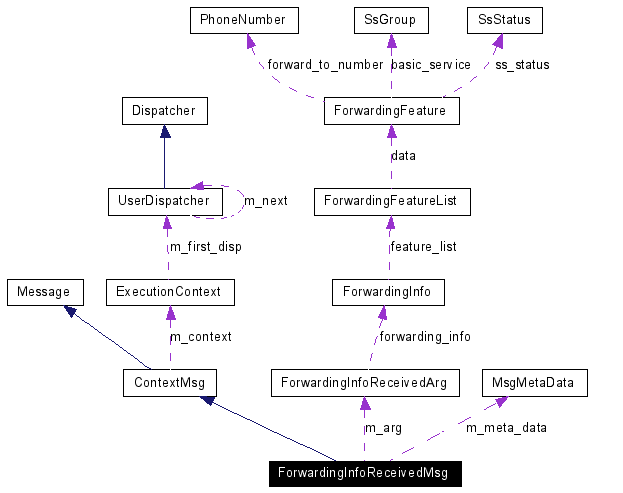 PhoneNumber
SsGroup
SsStatus
forward_to_number
basic_service
ss_status
Dispatcher
ForwardingFeature
data
UserDispatcher
m_next
ForwardingFeatureList
m_first_disp
feature_list
Message
ExecutionContext
ForwardingInfo
m_context
forwarding_info
ContextMsg
ForwardingInfoReceivedArg
MsgMetaData
m_arg
m_meta_data
ForwardingInfoReceivedMsg